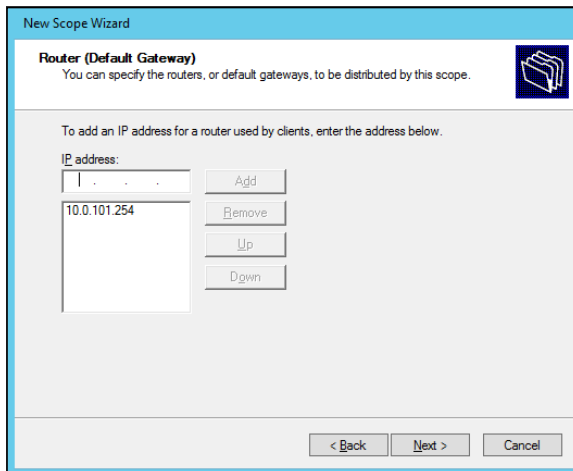 New Scope Wizard
Router (Default Gateway)
You can specify the routers, or default gateways, to be distributed by this scope.
To add an IP address for a router used by clients, enter the address below.
IP address:
. . .
Add
10.0.101.254
Remove
Up
Down
< Back
Next >
Cancel